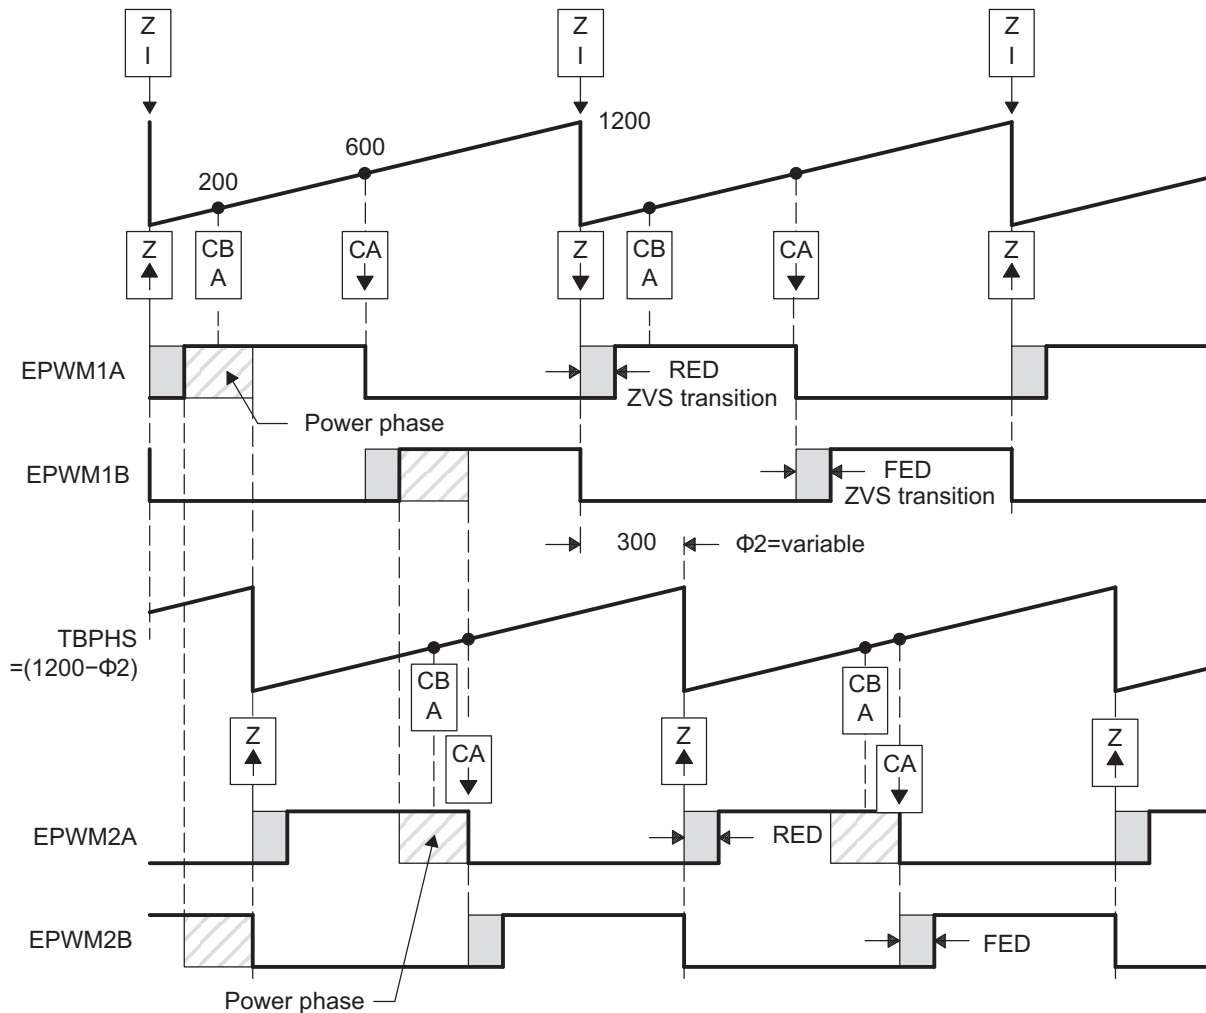 Z
I
Z
I
Z
I
1200
600
200
Z
CB
A
CA
Z
CB
A
CA
Z
EPWM1A
RED
ZVS transition
Power phase
EPWM1B
FED
ZVS transition
300
Φ2=variable
TBPHS
=(1200−Φ2)
CB
A
CB
A
Z
CA
Z
CA
Z
EPWM2A
RED
EPWM2B
FED
Power phase